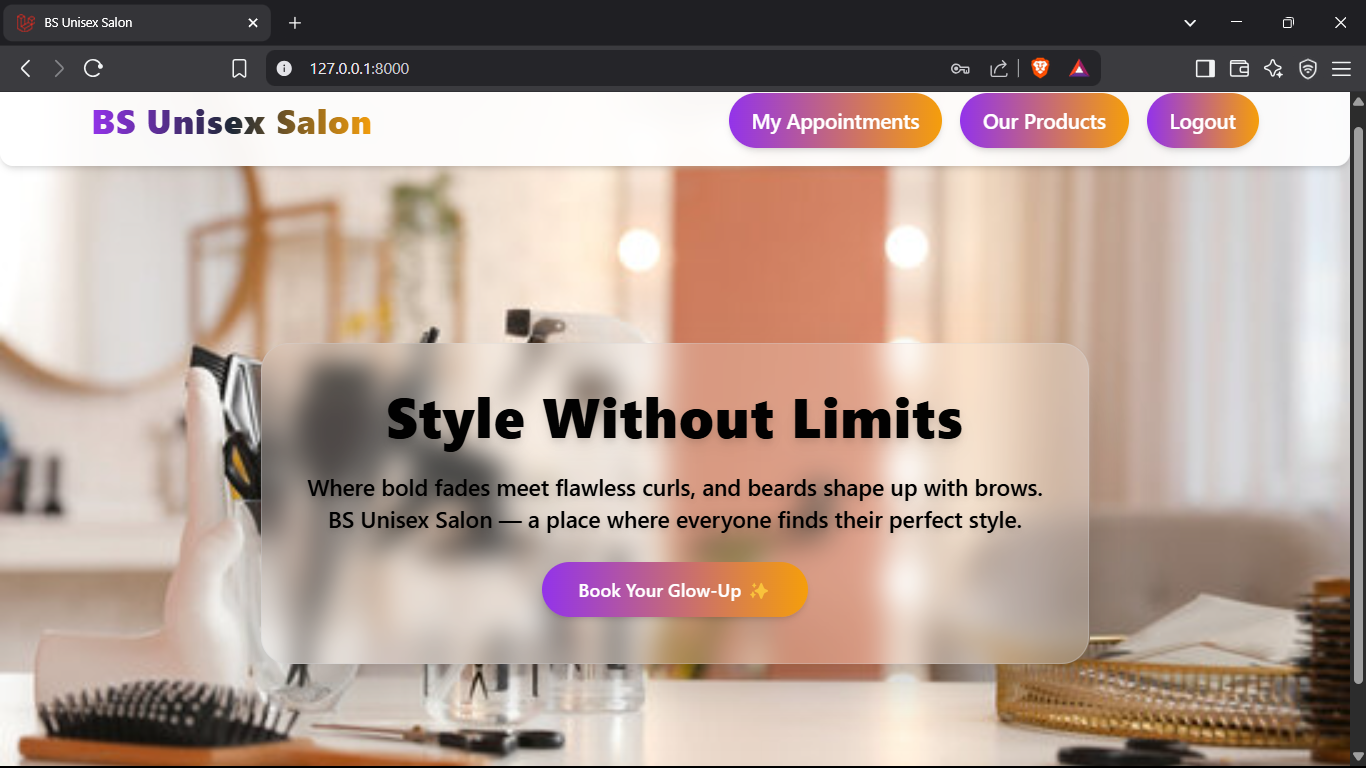 BS Unisex Salon
127.0.0.1:8000
BS Unisex Salon
My Appointments
Our Products
Logout
Style Without Limits
Where bold fades meet flawless curls, and beards shape up with brows.
BS Unisex Salon — a place where everyone finds their perfect style.
Book Your Glow-Up ✨